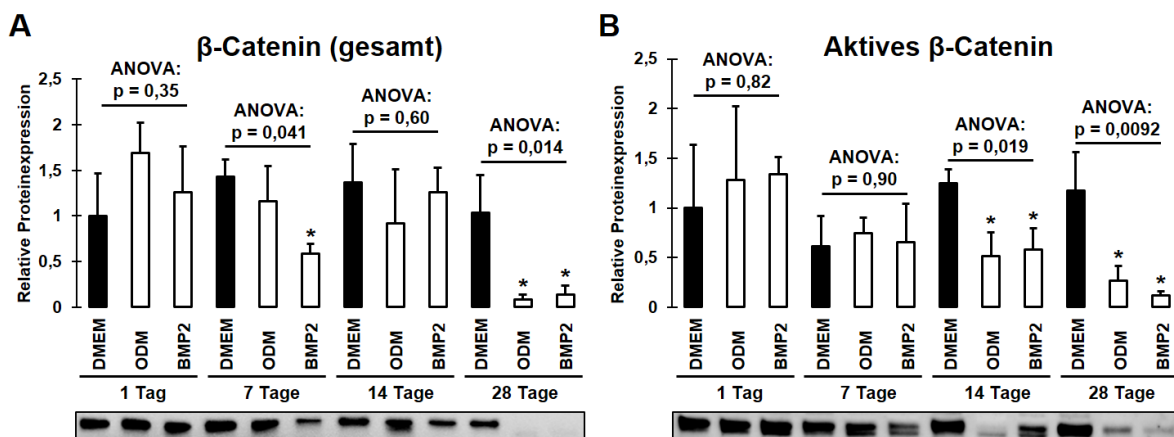 A
β-Catenin (gesamt)
Relative Proteinexpression
2,5
2
1,5
1
0,5
0
ANOVA:
p = 0,35
ANOVA:
p = 0,041
ANOVA:
p = 0,60
ANOVA:
p = 0,014
*
*
*
DMEM
ODM
BMP2
DMEM
ODM
BMP2
DMEM
ODM
BMP2
DMEM
ODM
BMP2
1 Tag
7 Tage
14 Tage
28 Tage
B
Aktives β-Catenin
Relative Proteinexpression
2,5
2
1,5
1
0,5
0
ANOVA:
p = 0,82
ANOVA:
p = 0,90
ANOVA:
p = 0,019
ANOVA:
p = 0,0092
*
*
*
*
DMEM
ODM
BMP2
DMEM
ODM
BMP2
DMEM
ODM
BMP2
DMEM
ODM
BMP2
1 Tag
7 Tage
14 Tage
28 Tage